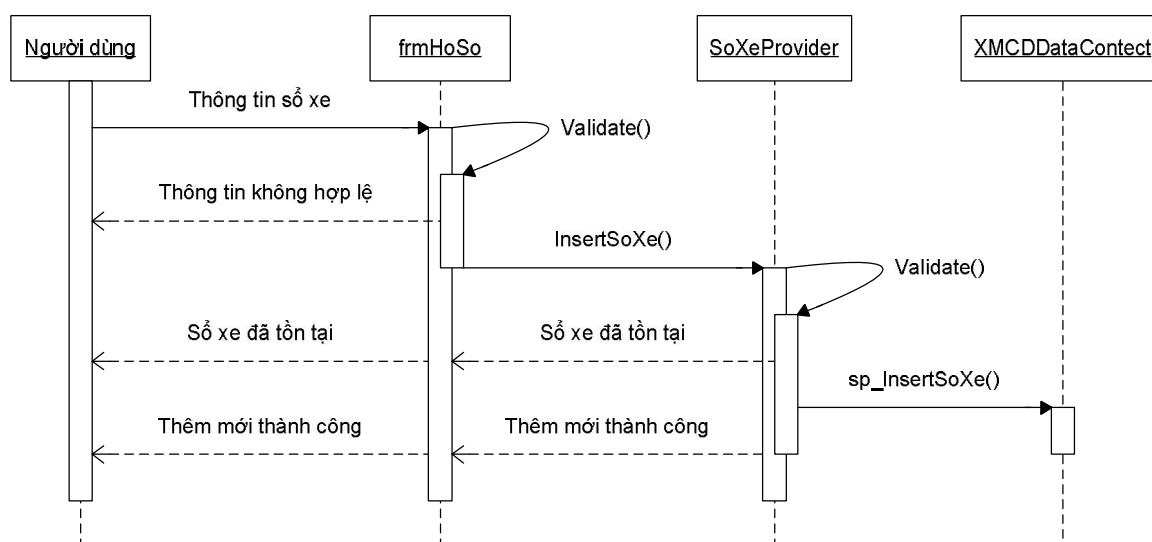 Người dùng
frmHoSo
SoXeProvider
XMCDDataContect
Thông tin sổ xe
Validate()
Thông tin không hợp lệ
InsertSoXe()
Validate()
Sổ xe đã tồn tại
Sổ xe đã tồn tại
sp_InsertSoXe()
Thêm mới thành công
Thêm mới thành công